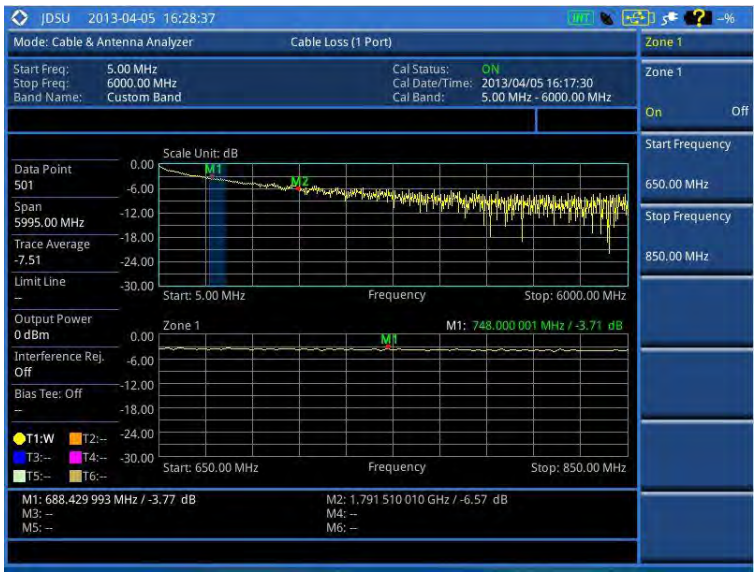 JDSU 2013-04-05 16:28:37 INT ? --%
Mode: Cable & Antenna Analyzer Cable Loss (1 Port) Zone 1
Start Freq: 5.00 MHz Cal Status: ON
Stop Freq: 6000.00 MHz Cal Date/Time: 2013/04/05 16:17:30
Band Name: Custom Band Cal Band: 5.00 MHz - 6000.00 MHz
Zone 1
On Off
Start Frequency
650.00 MHz
Stop Frequency
850.00 MHz
Data Point
501
Span
5995.00 MHz
Trace Average
-7.51
Limit Line
--
Output Power
0 dBm
Interference Rej.
Off
Bias Tee: Off
--
T1:W T2:--
T3:-- T4:--
T5:-- T6:--
Scale Unit: dB
0.00
-6.00
-12.00
-18.00
-24.00
-30.00
M1
M2
Start: 5.00 MHz Frequency Stop: 6000.00 MHz
Zone 1 M1: 748.000 001 MHz / -3.71 dB
0.00
-6.00
-12.00
-18.00
-24.00
-30.00
M1
Start: 650.00 MHz Frequency Stop: 850.00 MHz
M1: 688.429 993 MHz / -3.77 dB M2: 1.791 510 010 GHz / -6.57 dB
M3: -- M4: --
M5: -- M6: --